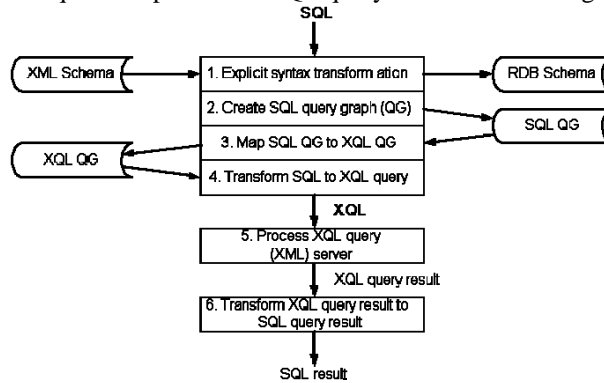 SQL
XML Schema
1. Explicit syntax transform ation
RDB Schema
2. Create SQL query graph (QG)
SQL QG
3. Map SQL QG to XQL QG
XQL QG
4. Transform SQL to XQL query
XQL
5. Process XQL query
(XML) server
XQL query result
6. Transform XQL query result to
SQL query result
SQL result